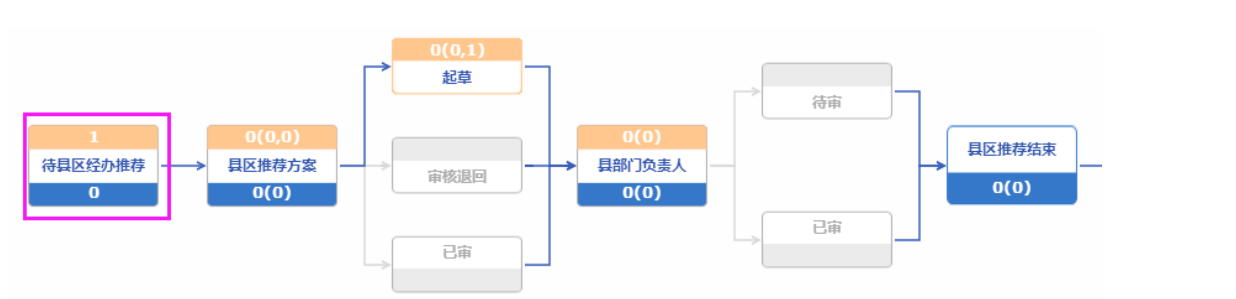 1
待县区经办推荐
0
0(0,0)
县区推荐方案
0(0)
0(0,1)
起草
审核退回
已审
0(0)
县部门负责人
0(0)
待审
已审
县区推荐结束
0(0)